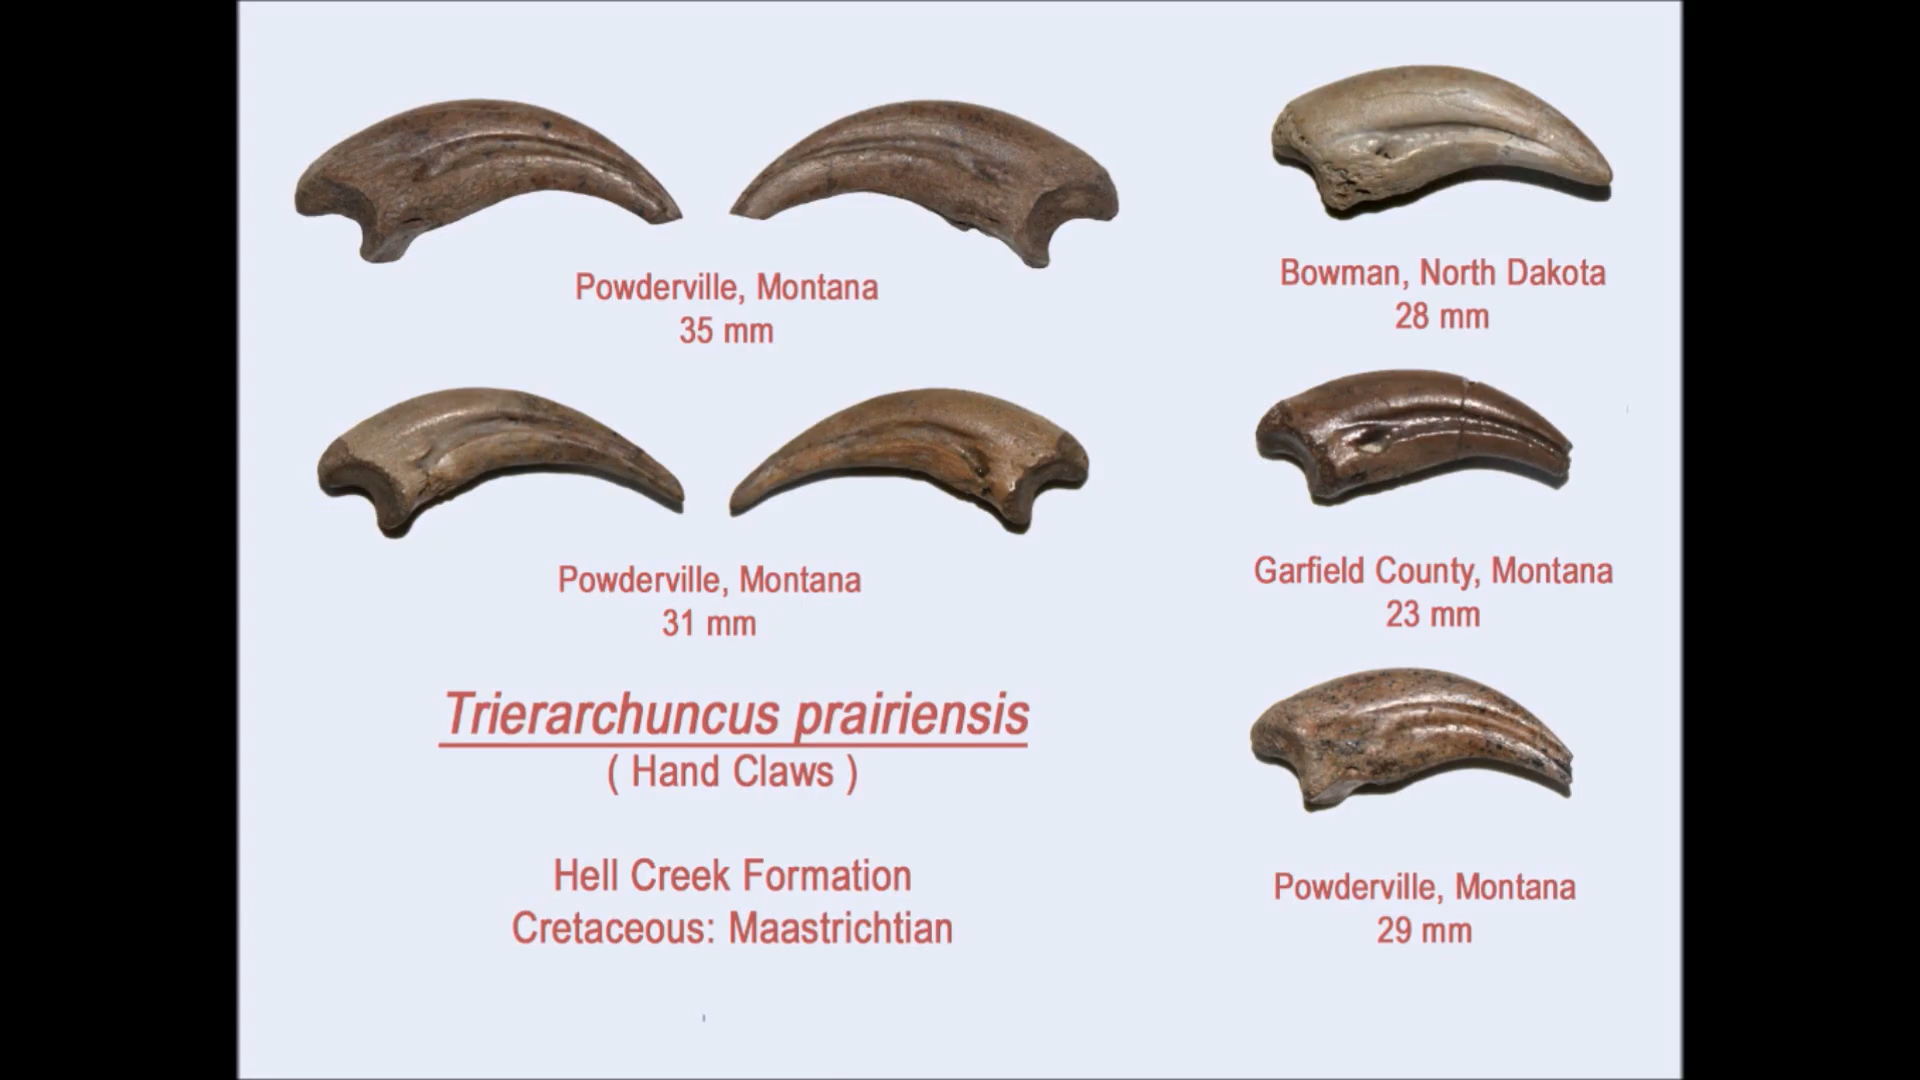 Powderville, Montana
35 mm
Bowman, North Dakota
28 mm
Powderville, Montana
31 mm
Garfield County, Montana
23 mm
Trierarchuncus prairiensis
( Hand Claws )
Hell Creek Formation
Cretaceous: Maastrichtian
Powderville, Montana
29 mm